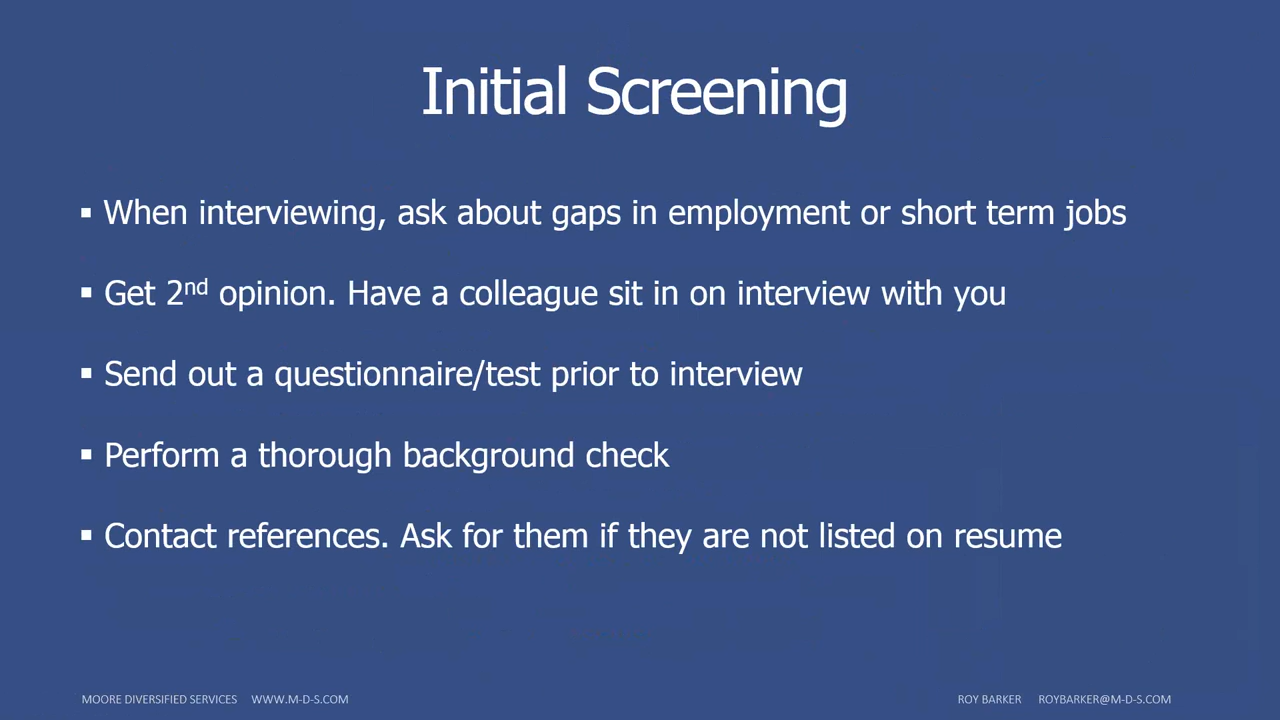 Initial Screening
▪ When interviewing, ask about gaps in employment or short term jobs
▪ Get 2nd opinion. Have a colleague sit in on interview with you
▪ Send out a questionnaire/test prior to interview
▪ Perform a thorough background check
▪ Contact references. Ask for them if they are not listed on resume
MOORE DIVERSIFIED SERVICES WWW.M-D-S.COM ROY BARKER ROYBARKER@M-D-S.COM